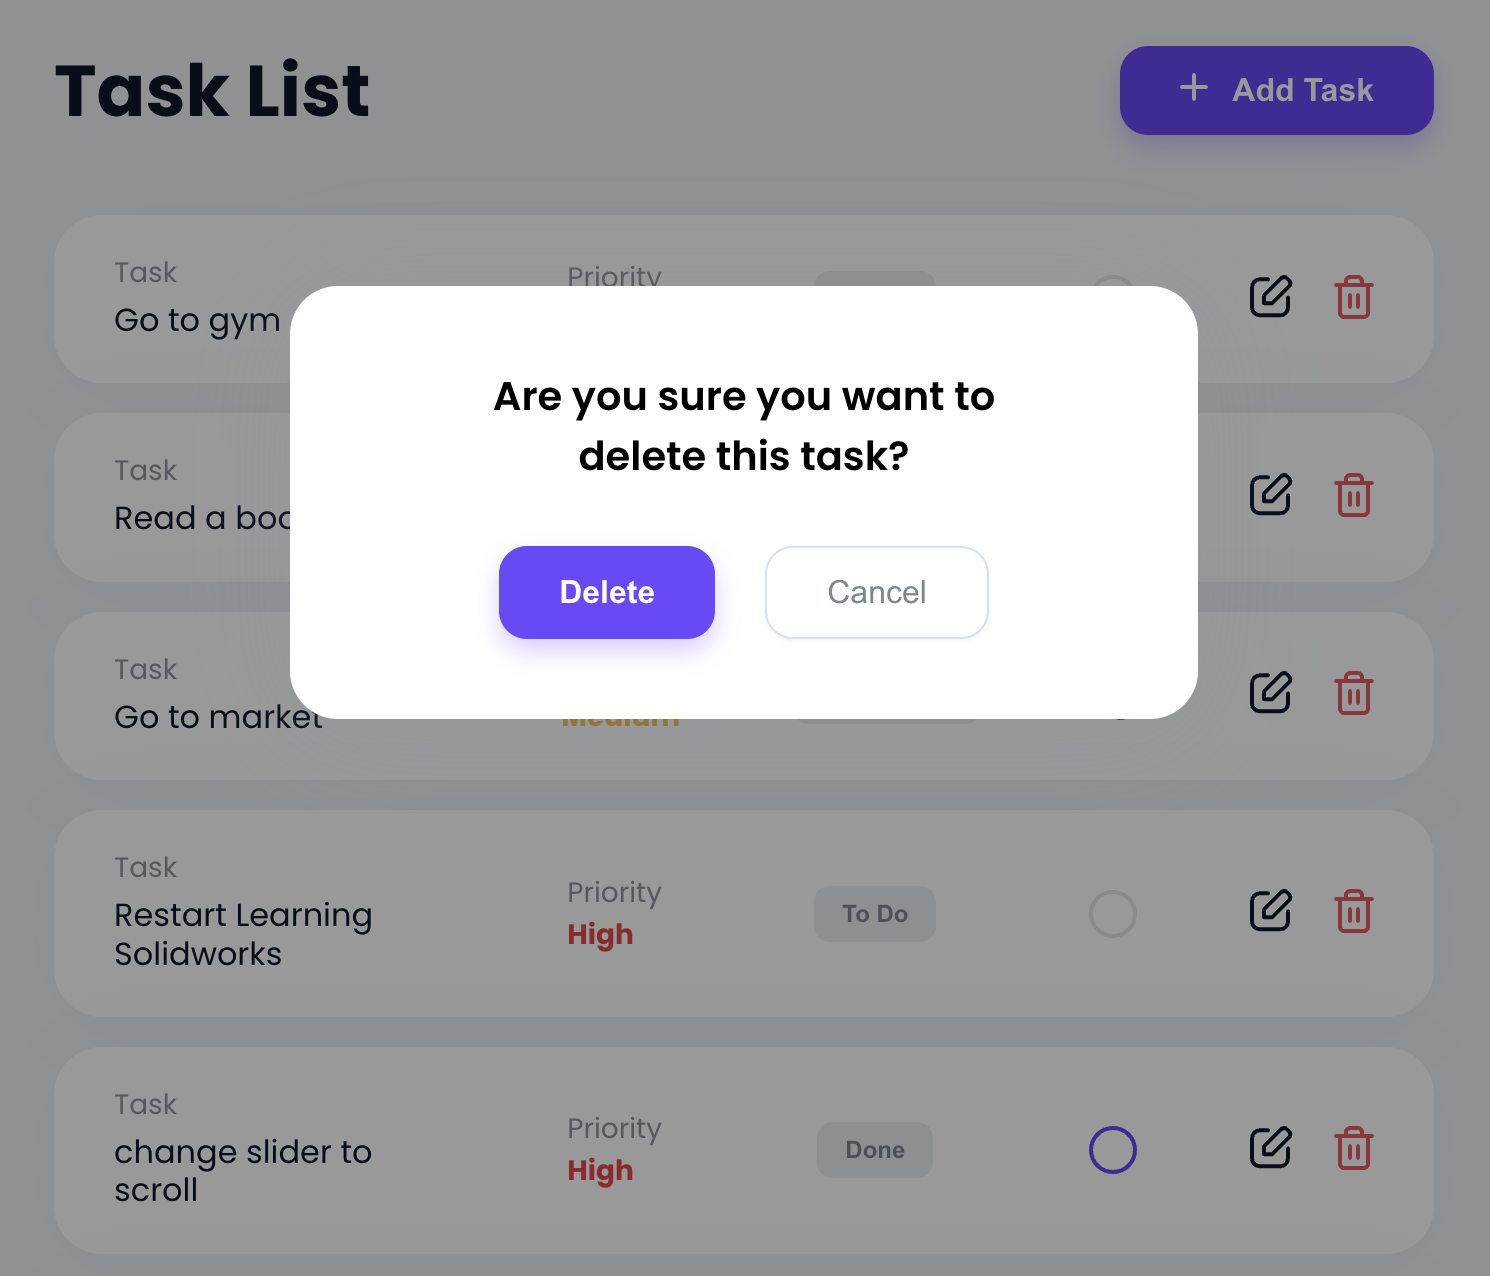 Task List
+ Add Task
Task
Priority
Go to gym
Are you sure you want to
delete this task?
Task
Read a
Delete
Cancel
Task
Go to market
Medium
Task
Restart Learning
Solidworks
Priority
High
To Do
Task
change slider to
scroll
Priority
High
Done